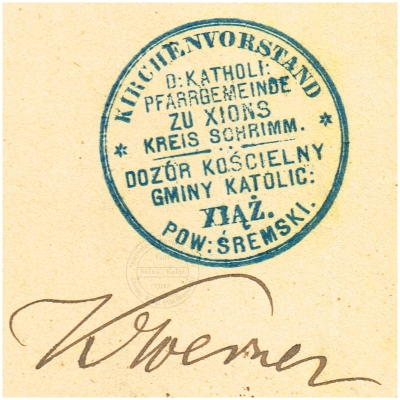 KIRCHENVORSTAND
D: KATHOLI:
PFARRGEMEINDE
ZU XIONS
KREIS SCHRIMM.
DOZÓR KOŚCIELNY
GMINY KATOLIC:
XIĄŻ.
POW: ŚREMSKI.